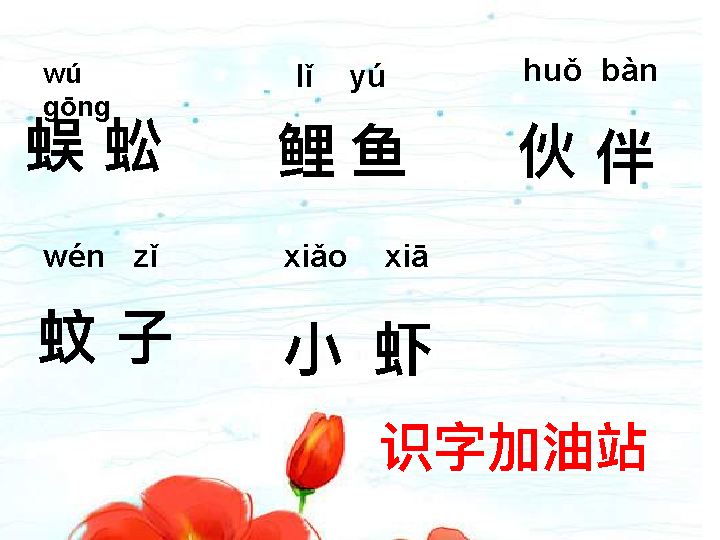 wú gōng lǐ yú huǒ bàn
蜈蚣 鲤鱼 伙伴
wén zǐ xiǎo xiā
蚊子 小虾
识字加油站